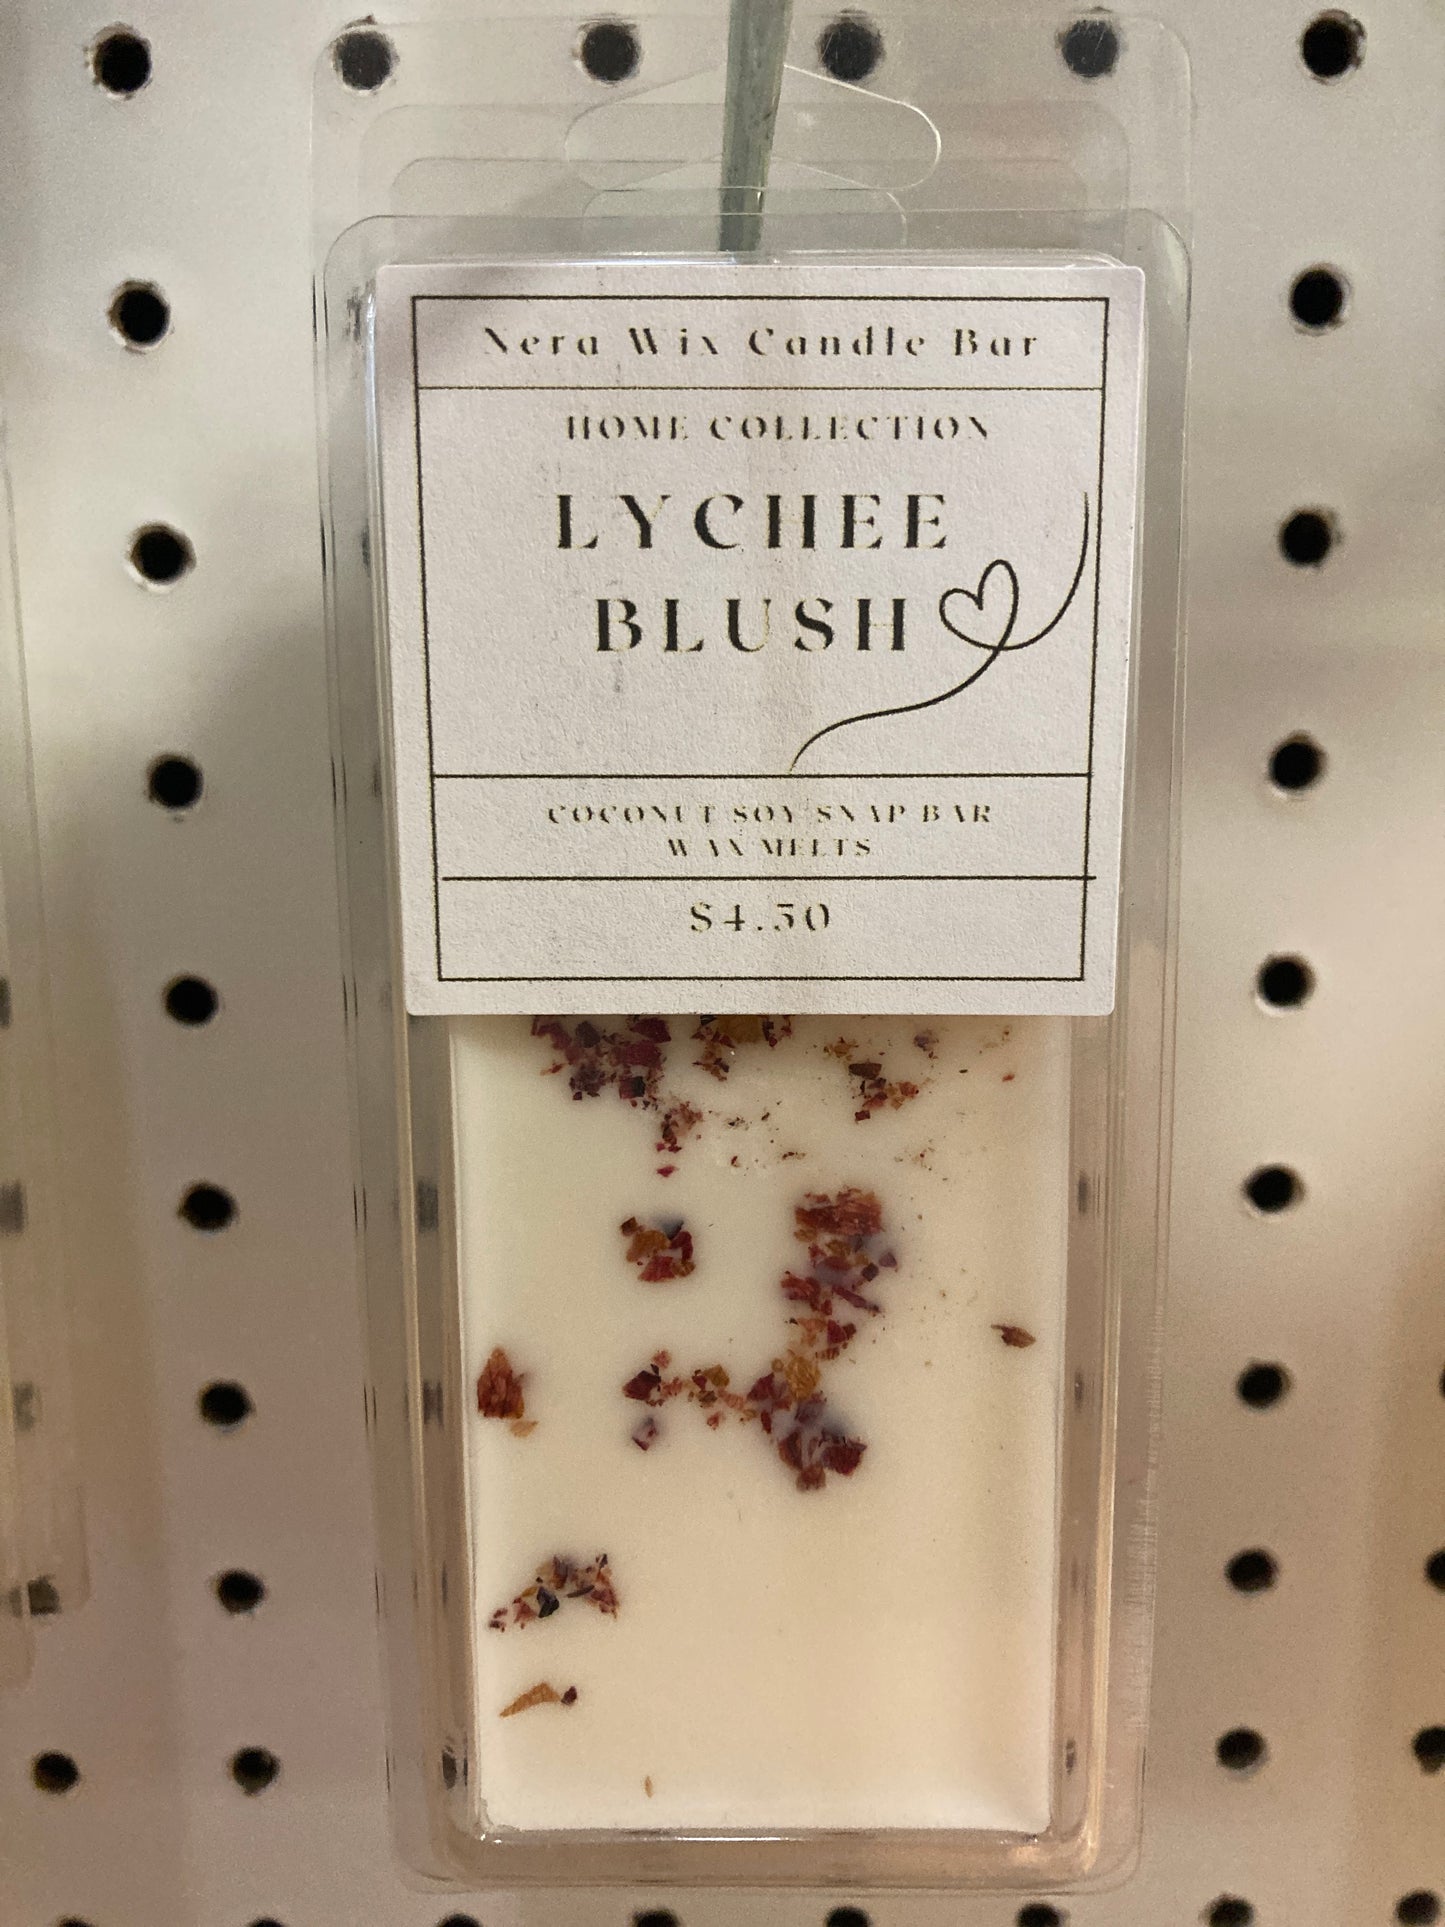 Nera Wix Candle Bar
HOME COLLECTION
LYCHEE
BLUSH
COCONUT SOY SNAP BAR
WAX MELTS
$4.50